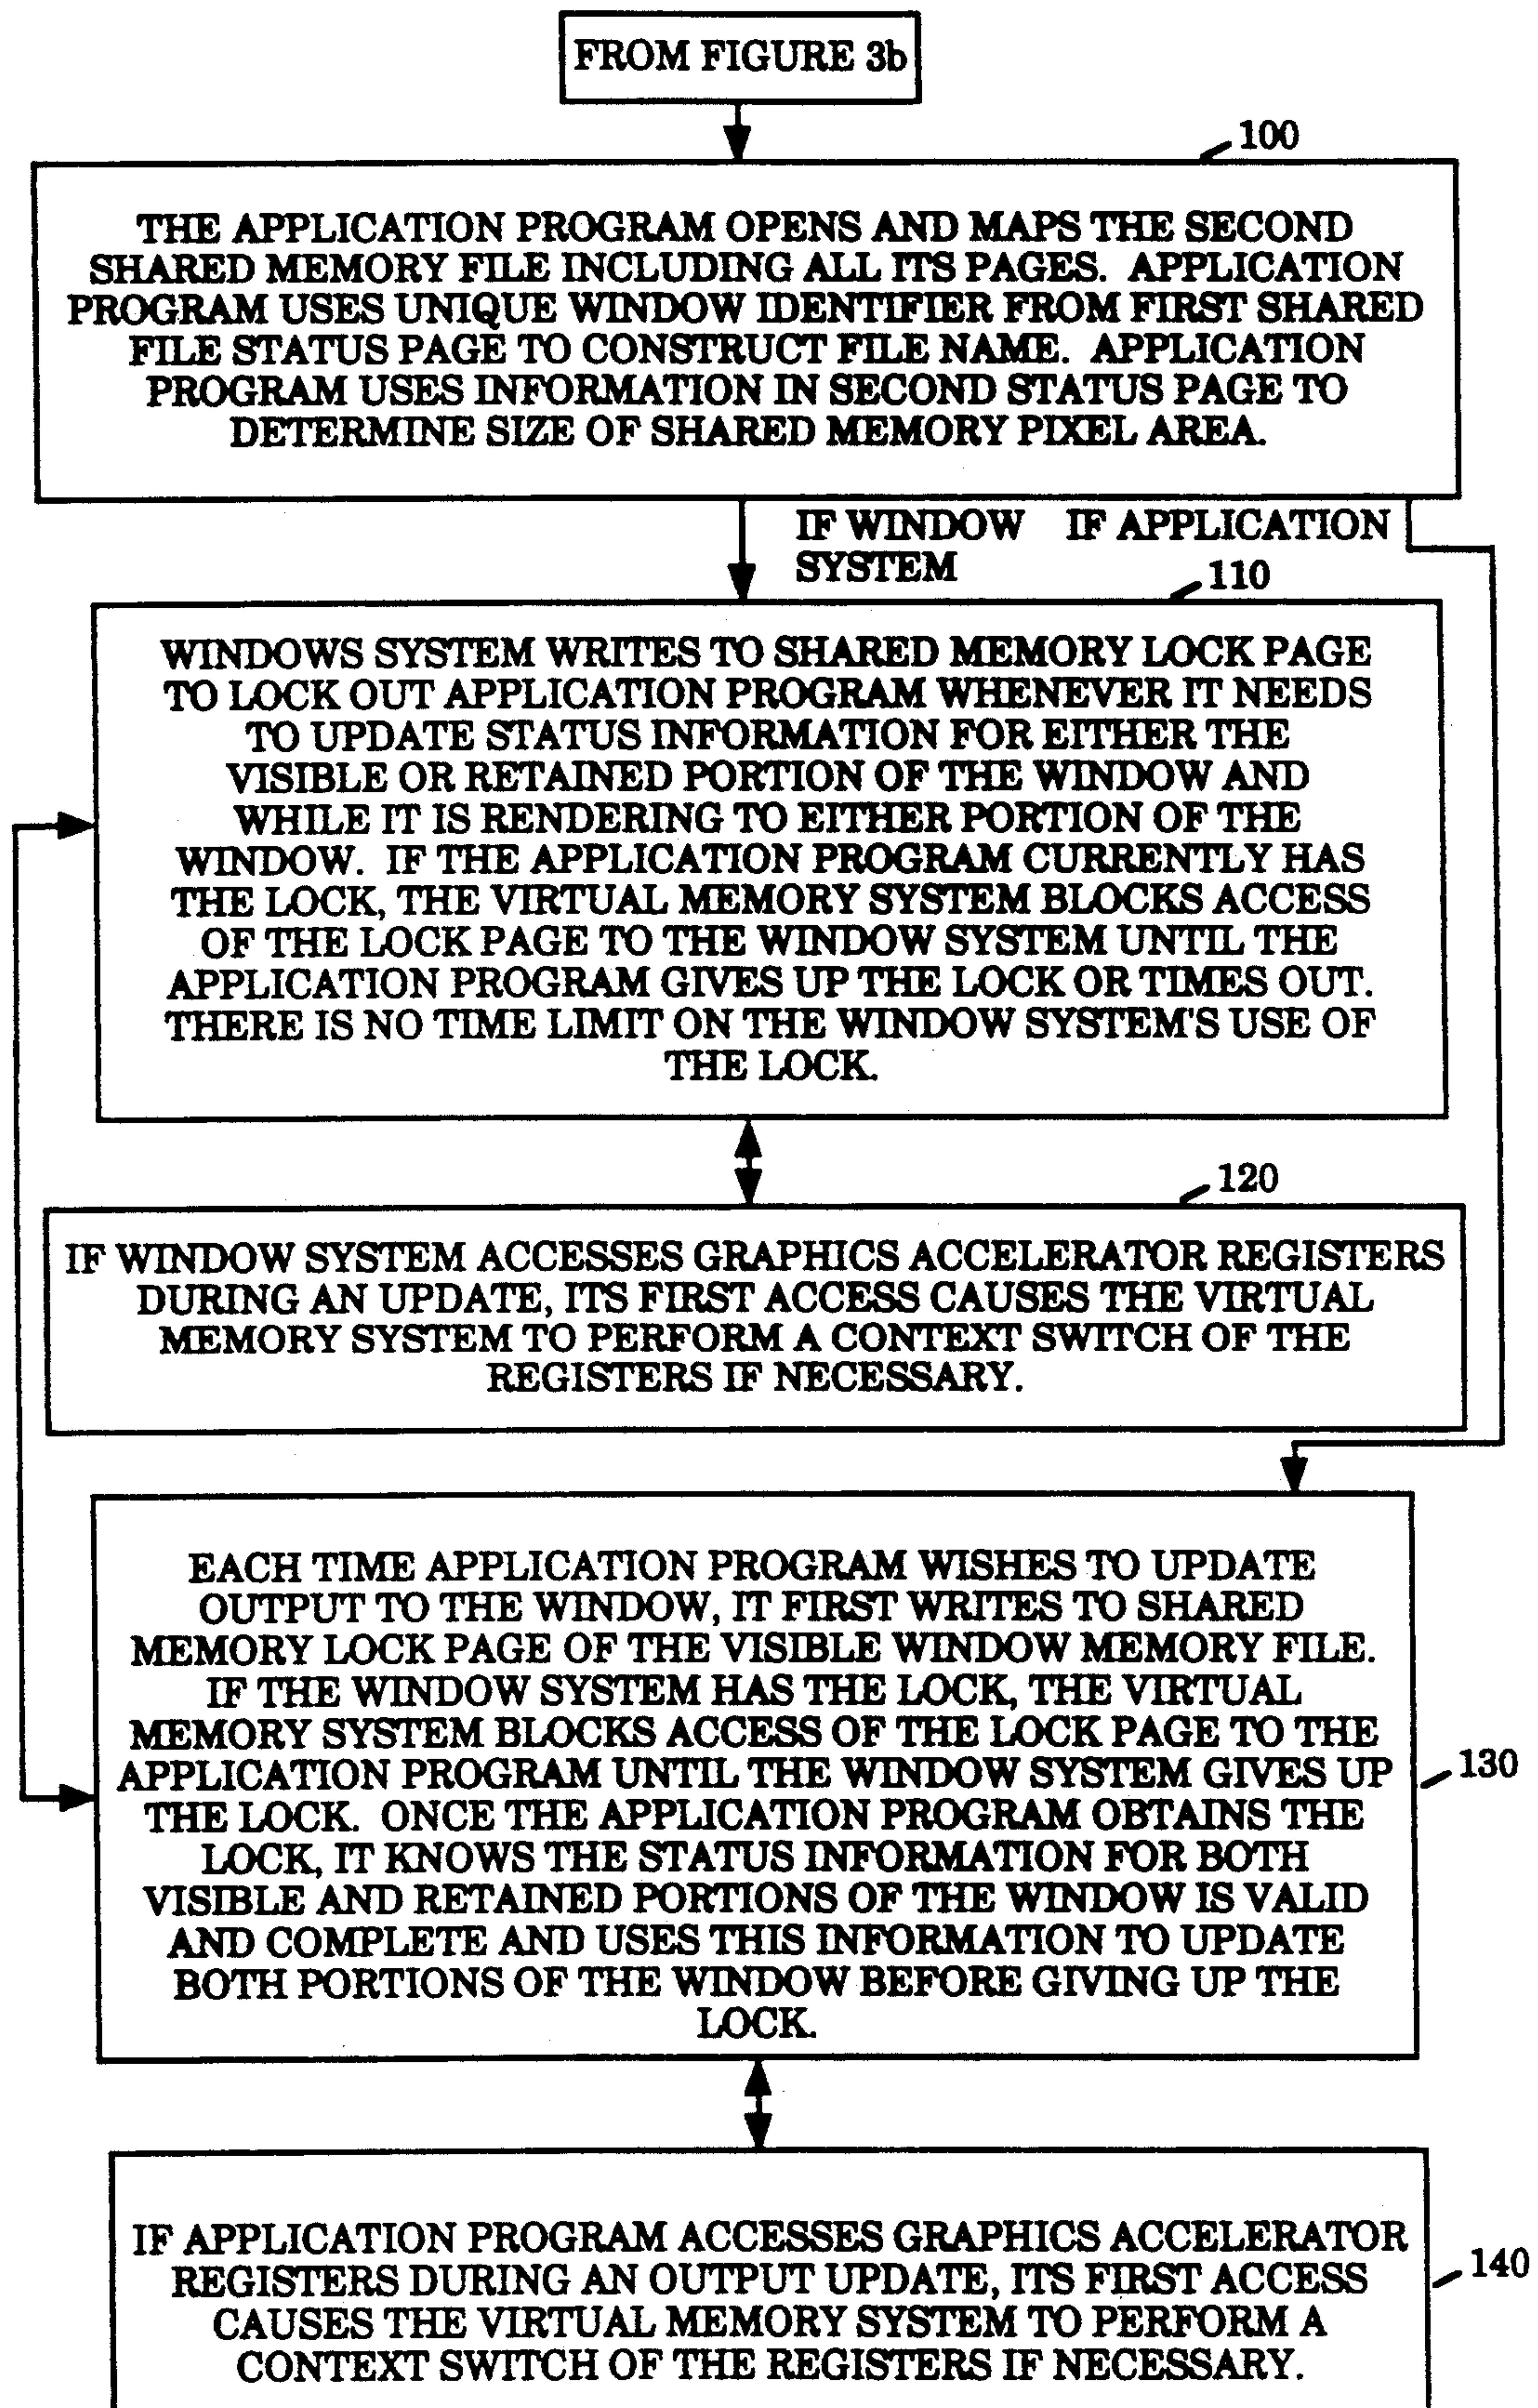 FROM FIGURE 3b
100
THE APPLICATION PROGRAM OPENS AND MAPS THE SECOND
SHARED MEMORY FILE INCLUDING ALL ITS PAGES. APPLICATION
PROGRAM USES UNIQUE WINDOW IDENTIFIER FROM FIRST SHARED
FILE STATUS PAGE TO CONSTRUCT FILE NAME. APPLICATION
PROGRAM USES INFORMATION IN SECOND STATUS PAGE TO
DETERMINE SIZE OF SHARED MEMORY PIXEL AREA.
IF WINDOW
SYSTEM
IF APPLICATION
110
WINDOWS SYSTEM WRITES TO SHARED MEMORY LOCK PAGE
TO LOCK OUT APPLICATION PROGRAM WHENEVER IT NEEDS
TO UPDATE STATUS INFORMATION FOR EITHER THE
VISIBLE OR RETAINED PORTION OF THE WINDOW AND
WHILE IT IS RENDERING TO EITHER PORTION OF THE
WINDOW. IF THE APPLICATION PROGRAM CURRENTLY HAS
THE LOCK, THE VIRTUAL MEMORY SYSTEM BLOCKS ACCESS
OF THE LOCK PAGE TO THE WINDOW SYSTEM UNTIL THE
APPLICATION PROGRAM GIVES UP THE LOCK OR TIMES OUT.
THERE IS NO TIME LIMIT ON THE WINDOW SYSTEM'S USE OF
THE LOCK.
120
IF WINDOW SYSTEM ACCESSES GRAPHICS ACCELERATOR REGISTERS
DURING AN UPDATE, ITS FIRST ACCESS CAUSES THE VIRTUAL
MEMORY SYSTEM TO PERFORM A CONTEXT SWITCH OF THE
REGISTERS IF NECESSARY.
EACH TIME APPLICATION PROGRAM WISHES TO UPDATE
OUTPUT TO THE WINDOW, IT FIRST WRITES TO SHARED
MEMORY LOCK PAGE OF THE VISIBLE WINDOW MEMORY FILE.
IF THE WINDOW SYSTEM HAS THE LOCK, THE VIRTUAL
MEMORY SYSTEM BLOCKS ACCESS OF THE LOCK PAGE TO THE
APPLICATION PROGRAM UNTIL THE WINDOW SYSTEM GIVES UP
THE LOCK. ONCE THE APPLICATION PROGRAM OBTAINS THE
LOCK, IT KNOWS THE STATUS INFORMATION FOR BOTH
VISIBLE AND RETAINED PORTIONS OF THE WINDOW IS VALID
AND COMPLETE AND USES THIS INFORMATION TO UPDATE
BOTH PORTIONS OF THE WINDOW BEFORE GIVING UP THE
LOCK.
130
IF APPLICATION PROGRAM ACCESSES GRAPHICS ACCELERATOR
REGISTERS DURING AN OUTPUT UPDATE, ITS FIRST ACCESS
CAUSES THE VIRTUAL MEMORY SYSTEM TO PERFORM A
CONTEXT SWITCH OF THE REGISTERS IF NECESSARY.
140